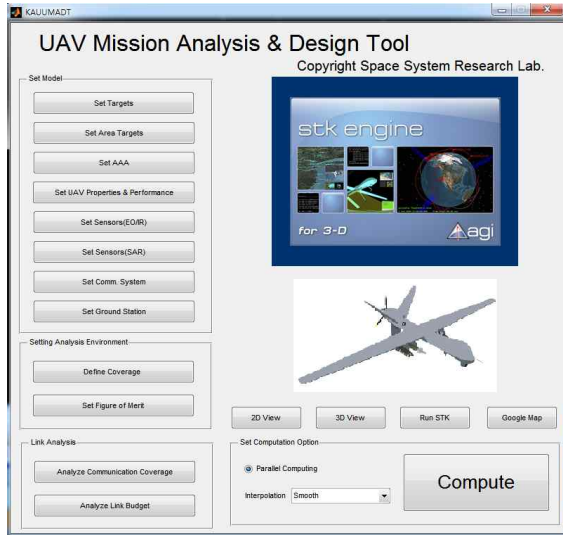 KAUUMADT
UAV Mission Analysis & Design Tool
Copyright Space System Research Lab.
Set Model
Set Targets
Set Area Targets
Set AAA
Set UAV Properties & Performance
Set Sensors(EO/IR)
Set Sensors(SAR)
Set Comm. System
Set Ground Station
stk engine
for 3-D
agi
Setting Analysis Environment
Define Coverage
Set Figure of Merit
2D View
3D View
Run STK
Google Map
Link Analysis
Analyze Communication Coverage
Analyze Link Budget
Set Computation Option
Parallel Computing
Interpolation Smooth
Compute